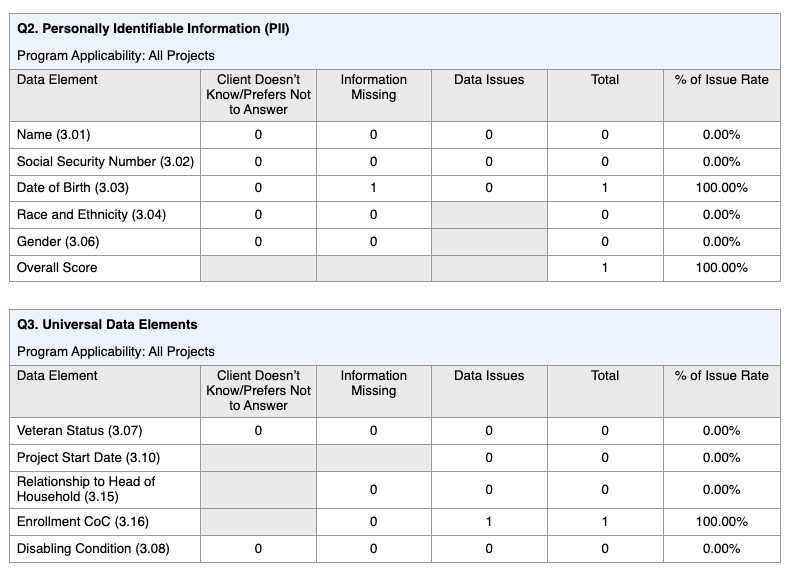 Q2. Personally Identifiable Information (PII)
Program Applicability: All Projects
Data Element
Client Doesn't
Know/Prefers Not
to Answer
Information
Missing
Data Issues
Total
% of Issue Rate
Name (3.01) 0 0 0 0 0.00%
Social Security Number (3.02) 0 0 0 0 0.00%
Date of Birth (3.03) 0 1 0 1 100.00%
Race and Ethnicity (3.04) 0 0 0 0.00%
Gender (3.06) 0 0 0 0.00%
Overall Score 1 100.00%
Q3. Universal Data Elements
Program Applicability: All Projects
Data Element
Client Doesn't
Know/Prefers Not
to Answer
Information
Missing
Data Issues
Total
% of Issue Rate
Veteran Status (3.07) 0 0 0 0 0.00%
Project Start Date (3.10) 0 0 0.00%
Relationship to Head of
Household (3.15) 0 0 0 0.00%
Enrollment CoC (3.16) 0 1 1 100.00%
Disabling Condition (3.08) 0 0 0 0 0.00%